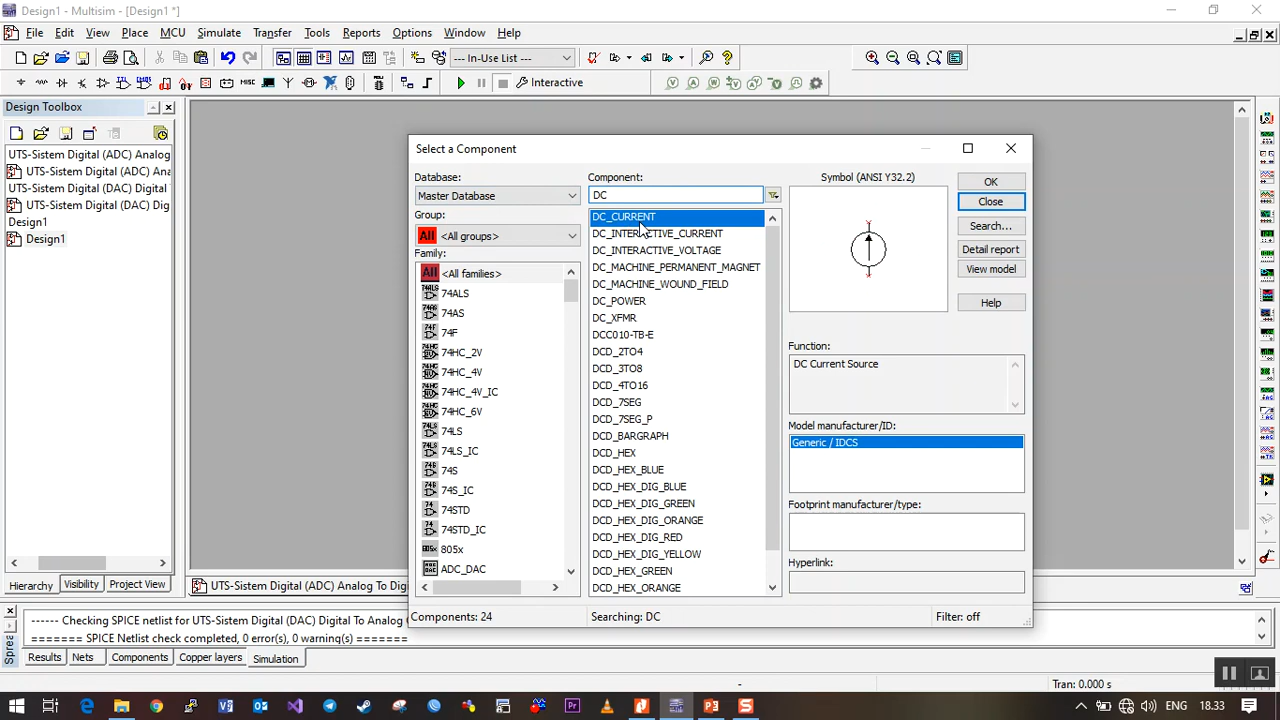 Design1 - Multisim - [Design1 *]
File Edit View Place MCU Simulate Transfer Tools Reports Options Window Help
--- In-Use List ---
MISC
Interactive
V A W V V
Design Toolbox
UTS-Sistem Digital (ADC) Analog
UTS-Sistem Digital (ADC) Ana
UTS-Sistem Digital (DAC) Digita
UTS-Sistem Digital (DAC) Dig
Design1
Design1
Hierarchy Visibility Project View
Select a Component
Database:
Master Database
Group:
All <All groups>
Family:
All <All families>
74ALS
74AS
74F
74HC_2V
74HC_4V
74HC_4V_IC
74HC_6V
74LS
74LS_IC
74S
74S_IC
74STD
74STD_IC
805x
ADC_DAC
Component:
DC
DC_CURRENT
DC_INTERACTIVE_CURRENT
DC_INTERACTIVE_VOLTAGE
DC_MACHINE_PERMANENT_MAGNET
DC_MACHINE_WOUND_FIELD
DC_POWER
DC_XFMR
DCC010-TB-E
DCD_2TO4
DCD_3TO8
DCD_4TO16
DCD_7SEG
DCD_7SEG_P
DCD_BARGRAPH
DCD_HEX
DCD_HEX_BLUE
DCD_HEX_DIG_BLUE
DCD_HEX_DIG_GREEN
DCD_HEX_DIG_ORANGE
DCD_HEX_DIG_RED
DCD_HEX_DIG_YELLOW
DCD_HEX_GREEN
DCD_HEX_ORANGE
Symbol (ANSI Y32.2)
OK
Close
Search...
Detail report
View model
Help
Function:
DC Current Source
Model manufacturer/ID:
Generic / IDCS
Footprint manufacturer/type:
Hyperlink:
Components: 24
Searching: DC
Filter: off
UTS-Sistem Digital (ADC) Analog To Dig
------ Checking SPICE netlist for UTS-Sistem Digital (DAC) Digital To Analog
======= SPICE Netlist check completed, 0 error(s), 0 warning(s) =======
Spres
Results Nets Components Copper layers Simulation
-
Tran: 0.000 s
ENG 18.33